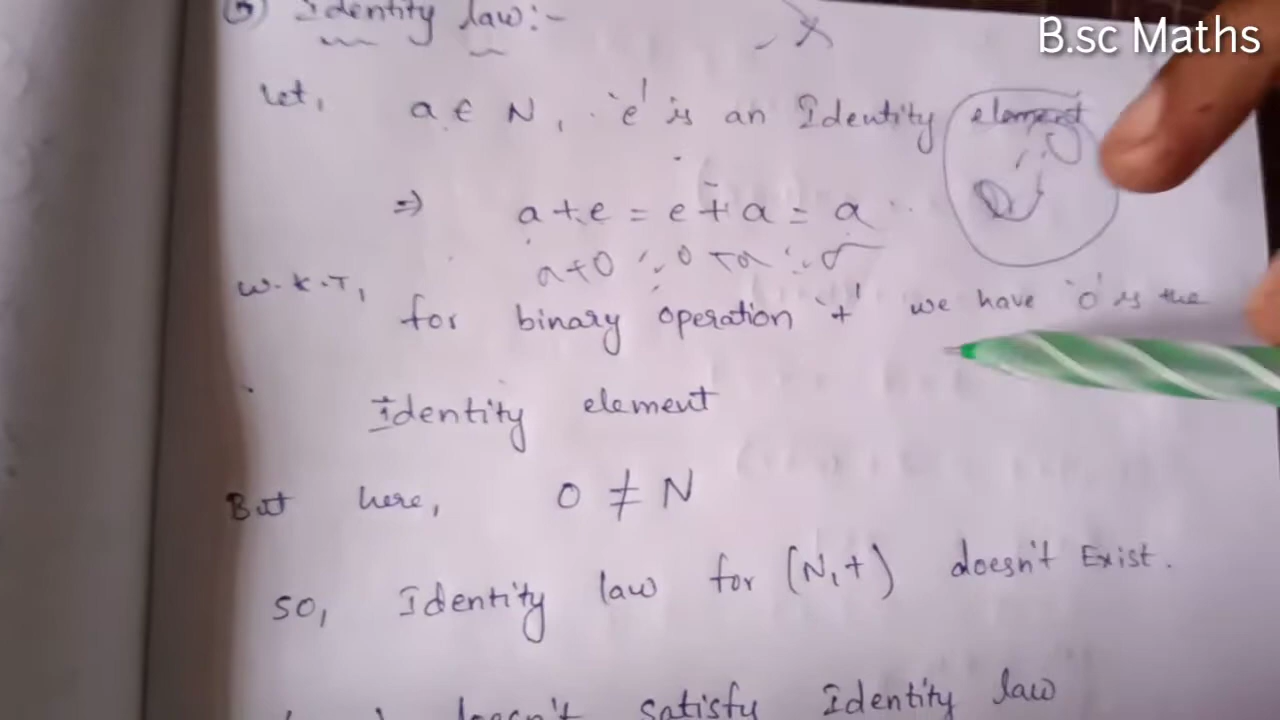 B.sc Maths
Identity law:-
Let, a ∈ N, 'e' is an Identity element
⇒ a + e = e + a = a
a+0 = 0+a = a
W.K.T, for binary operation '+' we have '0' is the
Identity element
But here, 0 ≠ N
SO, Identity law for (N,+) doesn't Exist.
doesn't satisfy Identity law